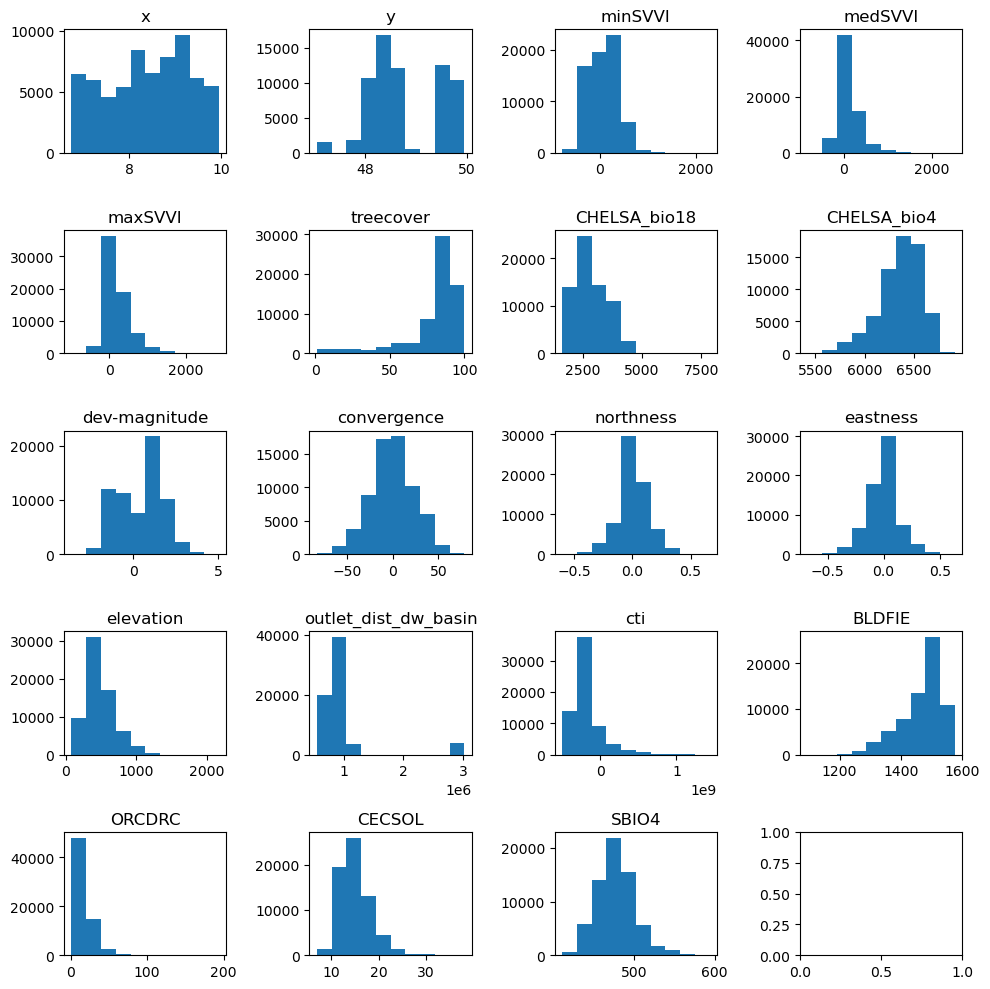 x y minSVVI medSVVI
10000 5000 0 8 10
15000 10000 5000 0 48 50
20000 10000 0 0 2000
40000 20000 0 0 2000
maxSVVI treecover CHELSA_bio18 CHELSA_bio4
30000 20000 10000 0 0 2000
30000 20000 10000 0 0 50 100
20000 10000 0 2500 5000 7500
15000 10000 5000 0 5500 6000 6500
dev-magnitude convergence northness eastness
20000 10000 0 0 5
15000 10000 5000 0 −50 0 50
30000 20000 10000 0 −0.5 0.0 0.5
30000 20000 10000 0 −0.5 0.0 0.5
elevation outlet_dist_dw_basin cti BLDFIE
30000 20000 10000 0 0 1000 2000
40000 20000 0 1 2 3 1e6
30000 20000 10000 0 0 1 1e9
20000 10000 0 1200 1400 1600
ORCDRC CECSOL SBIO4
40000 20000 0 0 100 200
20000 10000 0 10 20 30
20000 10000 0 500 600
1.00 0.75 0.50 0.25 0.00 0.0 0.5 1.0